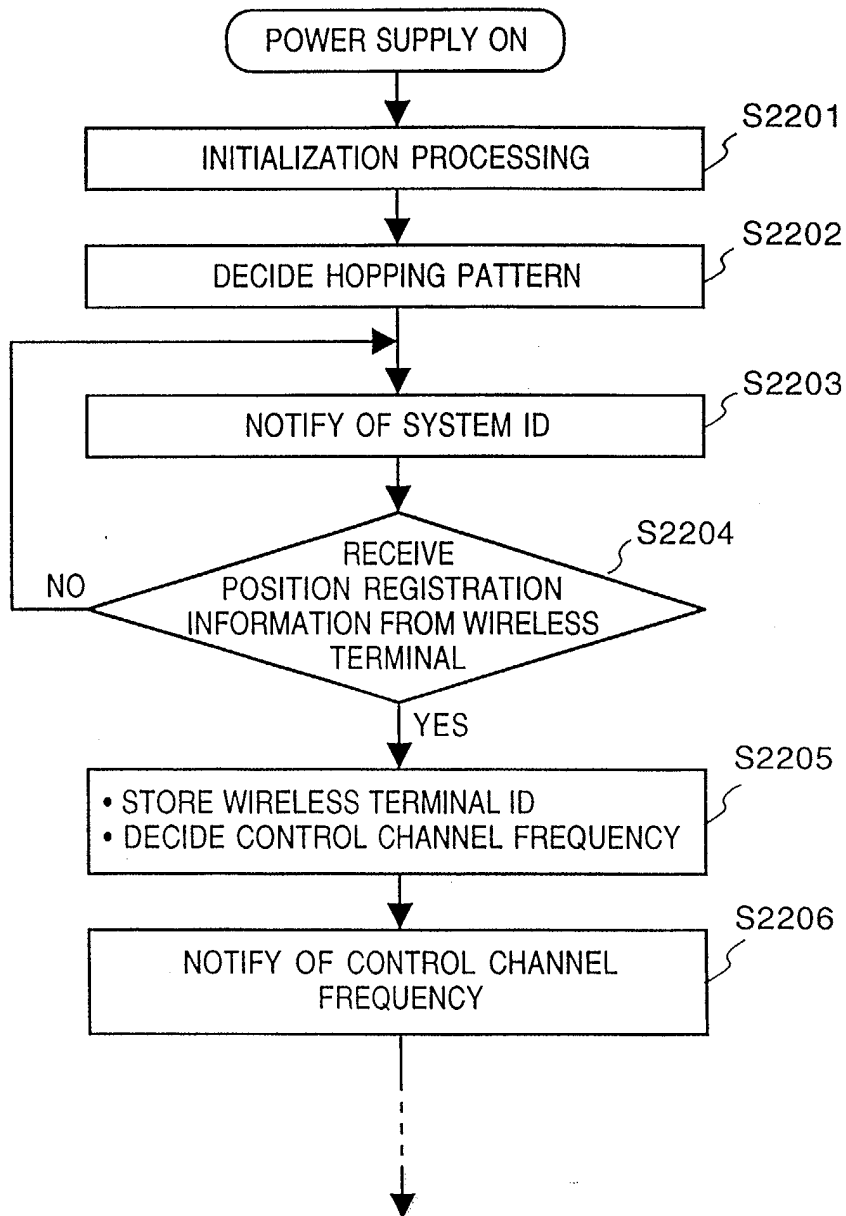 POWER SUPPLY ON
S2201
INITIALIZATION PROCESSING
S2202
DECIDE HOPPING PATTERN
S2203
NOTIFY OF SYSTEM ID
S2204
RECEIVE
POSITION REGISTRATION
INFORMATION FROM WIRELESS
TERMINAL
NO
YES
S2205
• STORE WIRELESS TERMINAL ID
• DECIDE CONTROL CHANNEL FREQUENCY
S2206
NOTIFY OF CONTROL CHANNEL
FREQUENCY